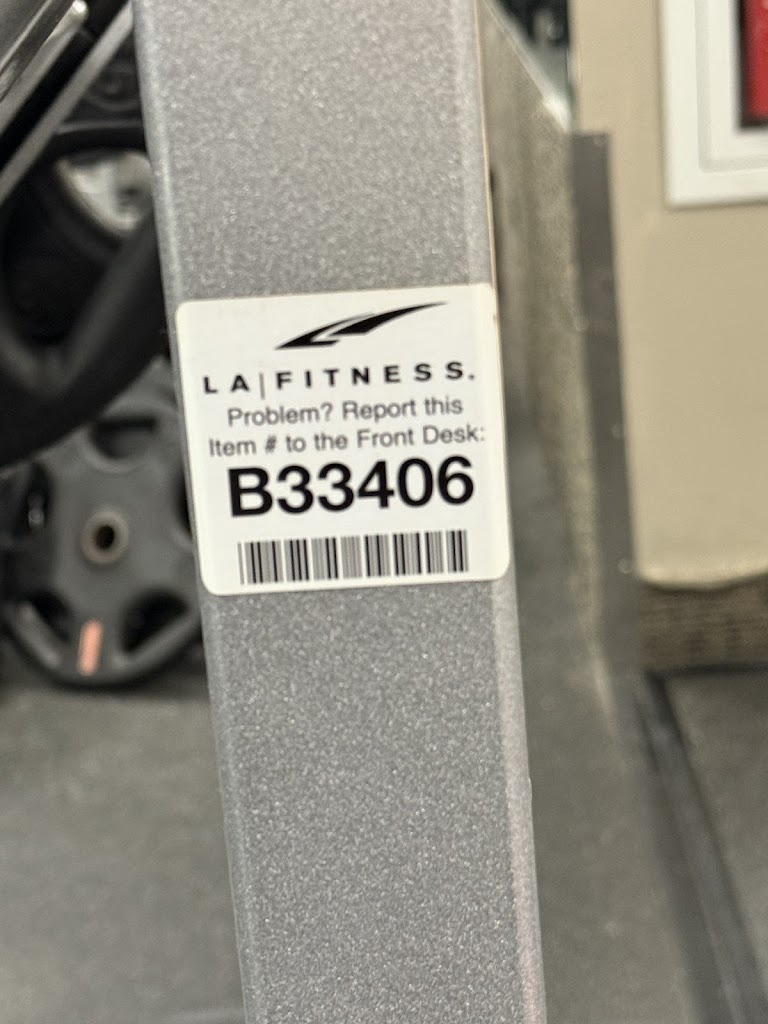 LA|FITNESS.
Problem? Report this
Item # to the Front Desk:
B33406